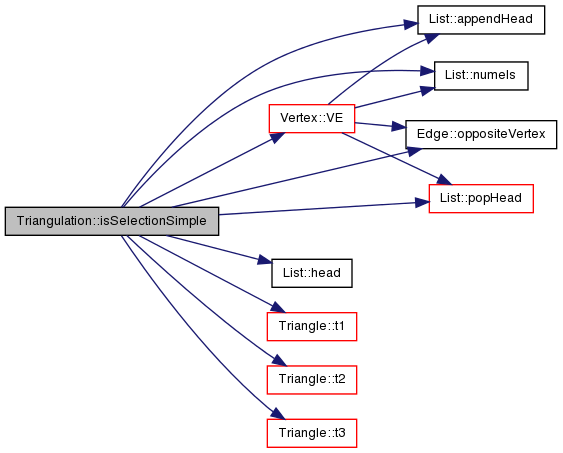 List::appendHead
List::numels
Vertex::VE
Edge::oppositeVertex
List::popHead
Triangulation::isSelectionSimple
List::head
Triangle::t1
Triangle::t2
Triangle::t3